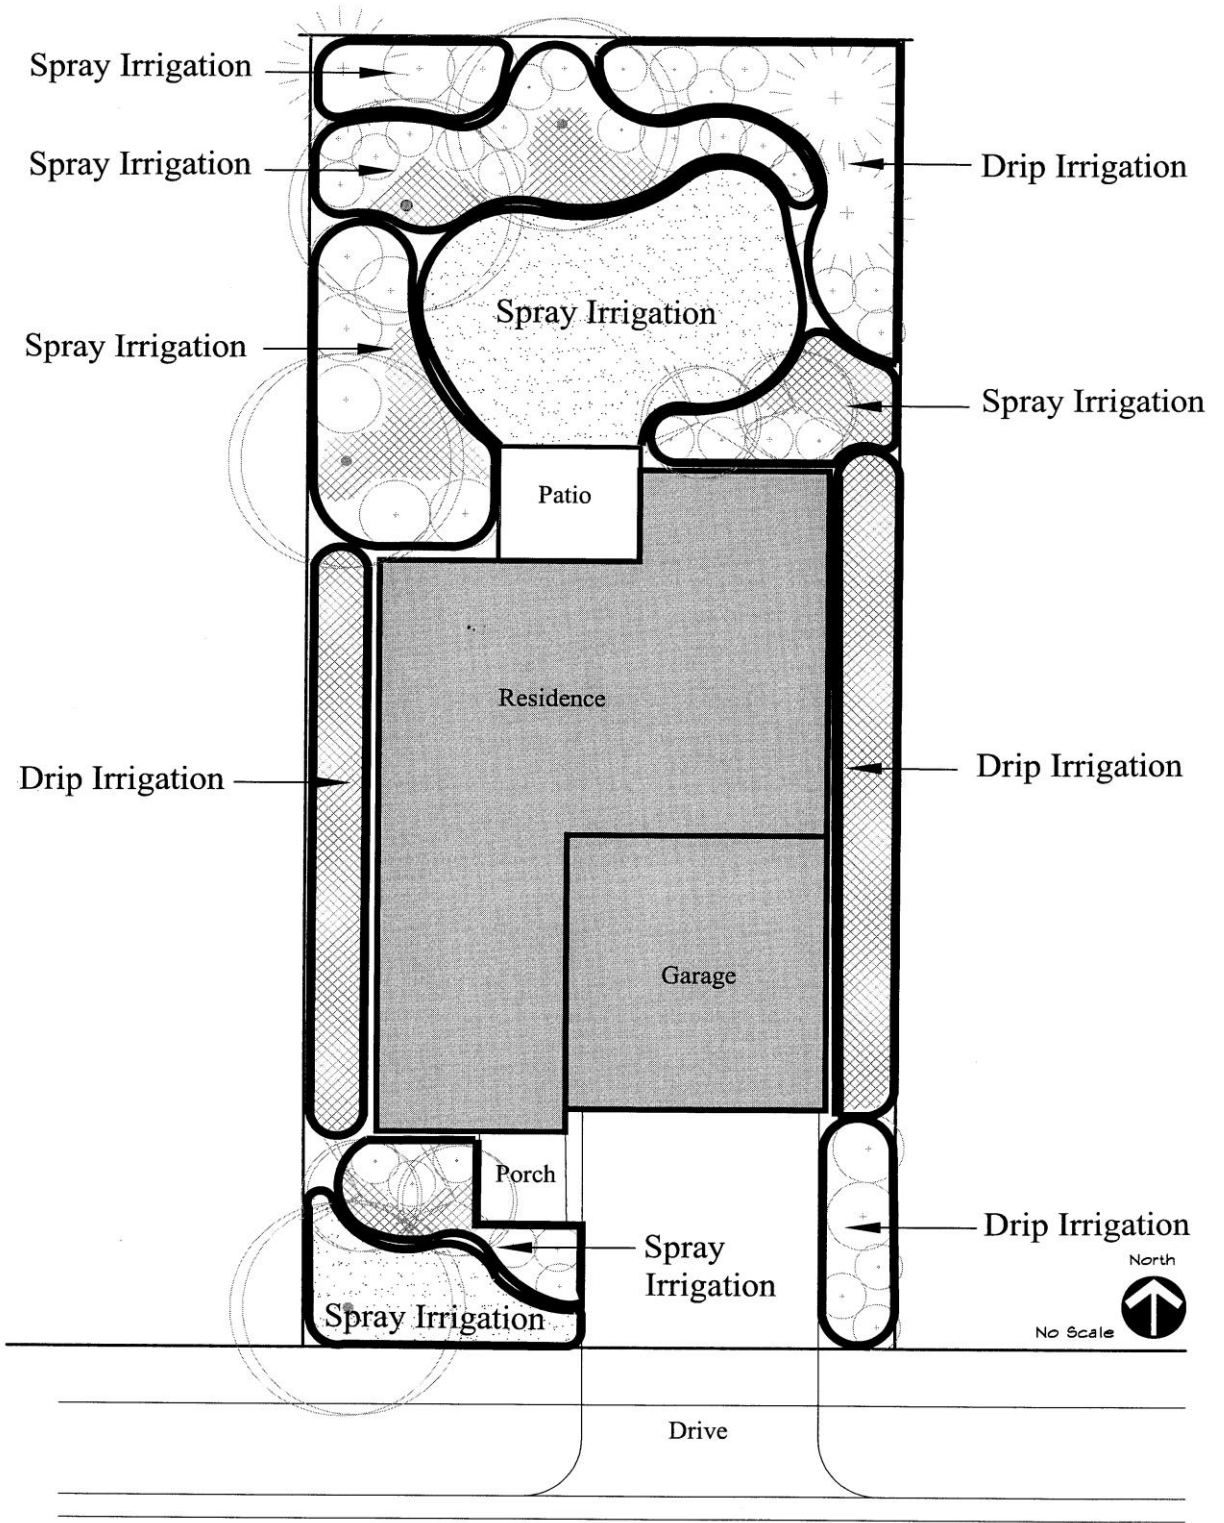 Spray Irrigation
Spray Irrigation
Drip Irrigation
Spray Irrigation
Spray Irrigation
Spray Irrigation
Patio
Residence
Drip Irrigation
Drip Irrigation
Garage
Porch
Spray
Irrigation
Drip Irrigation
North
Spray Irrigation
No Scale
Drive